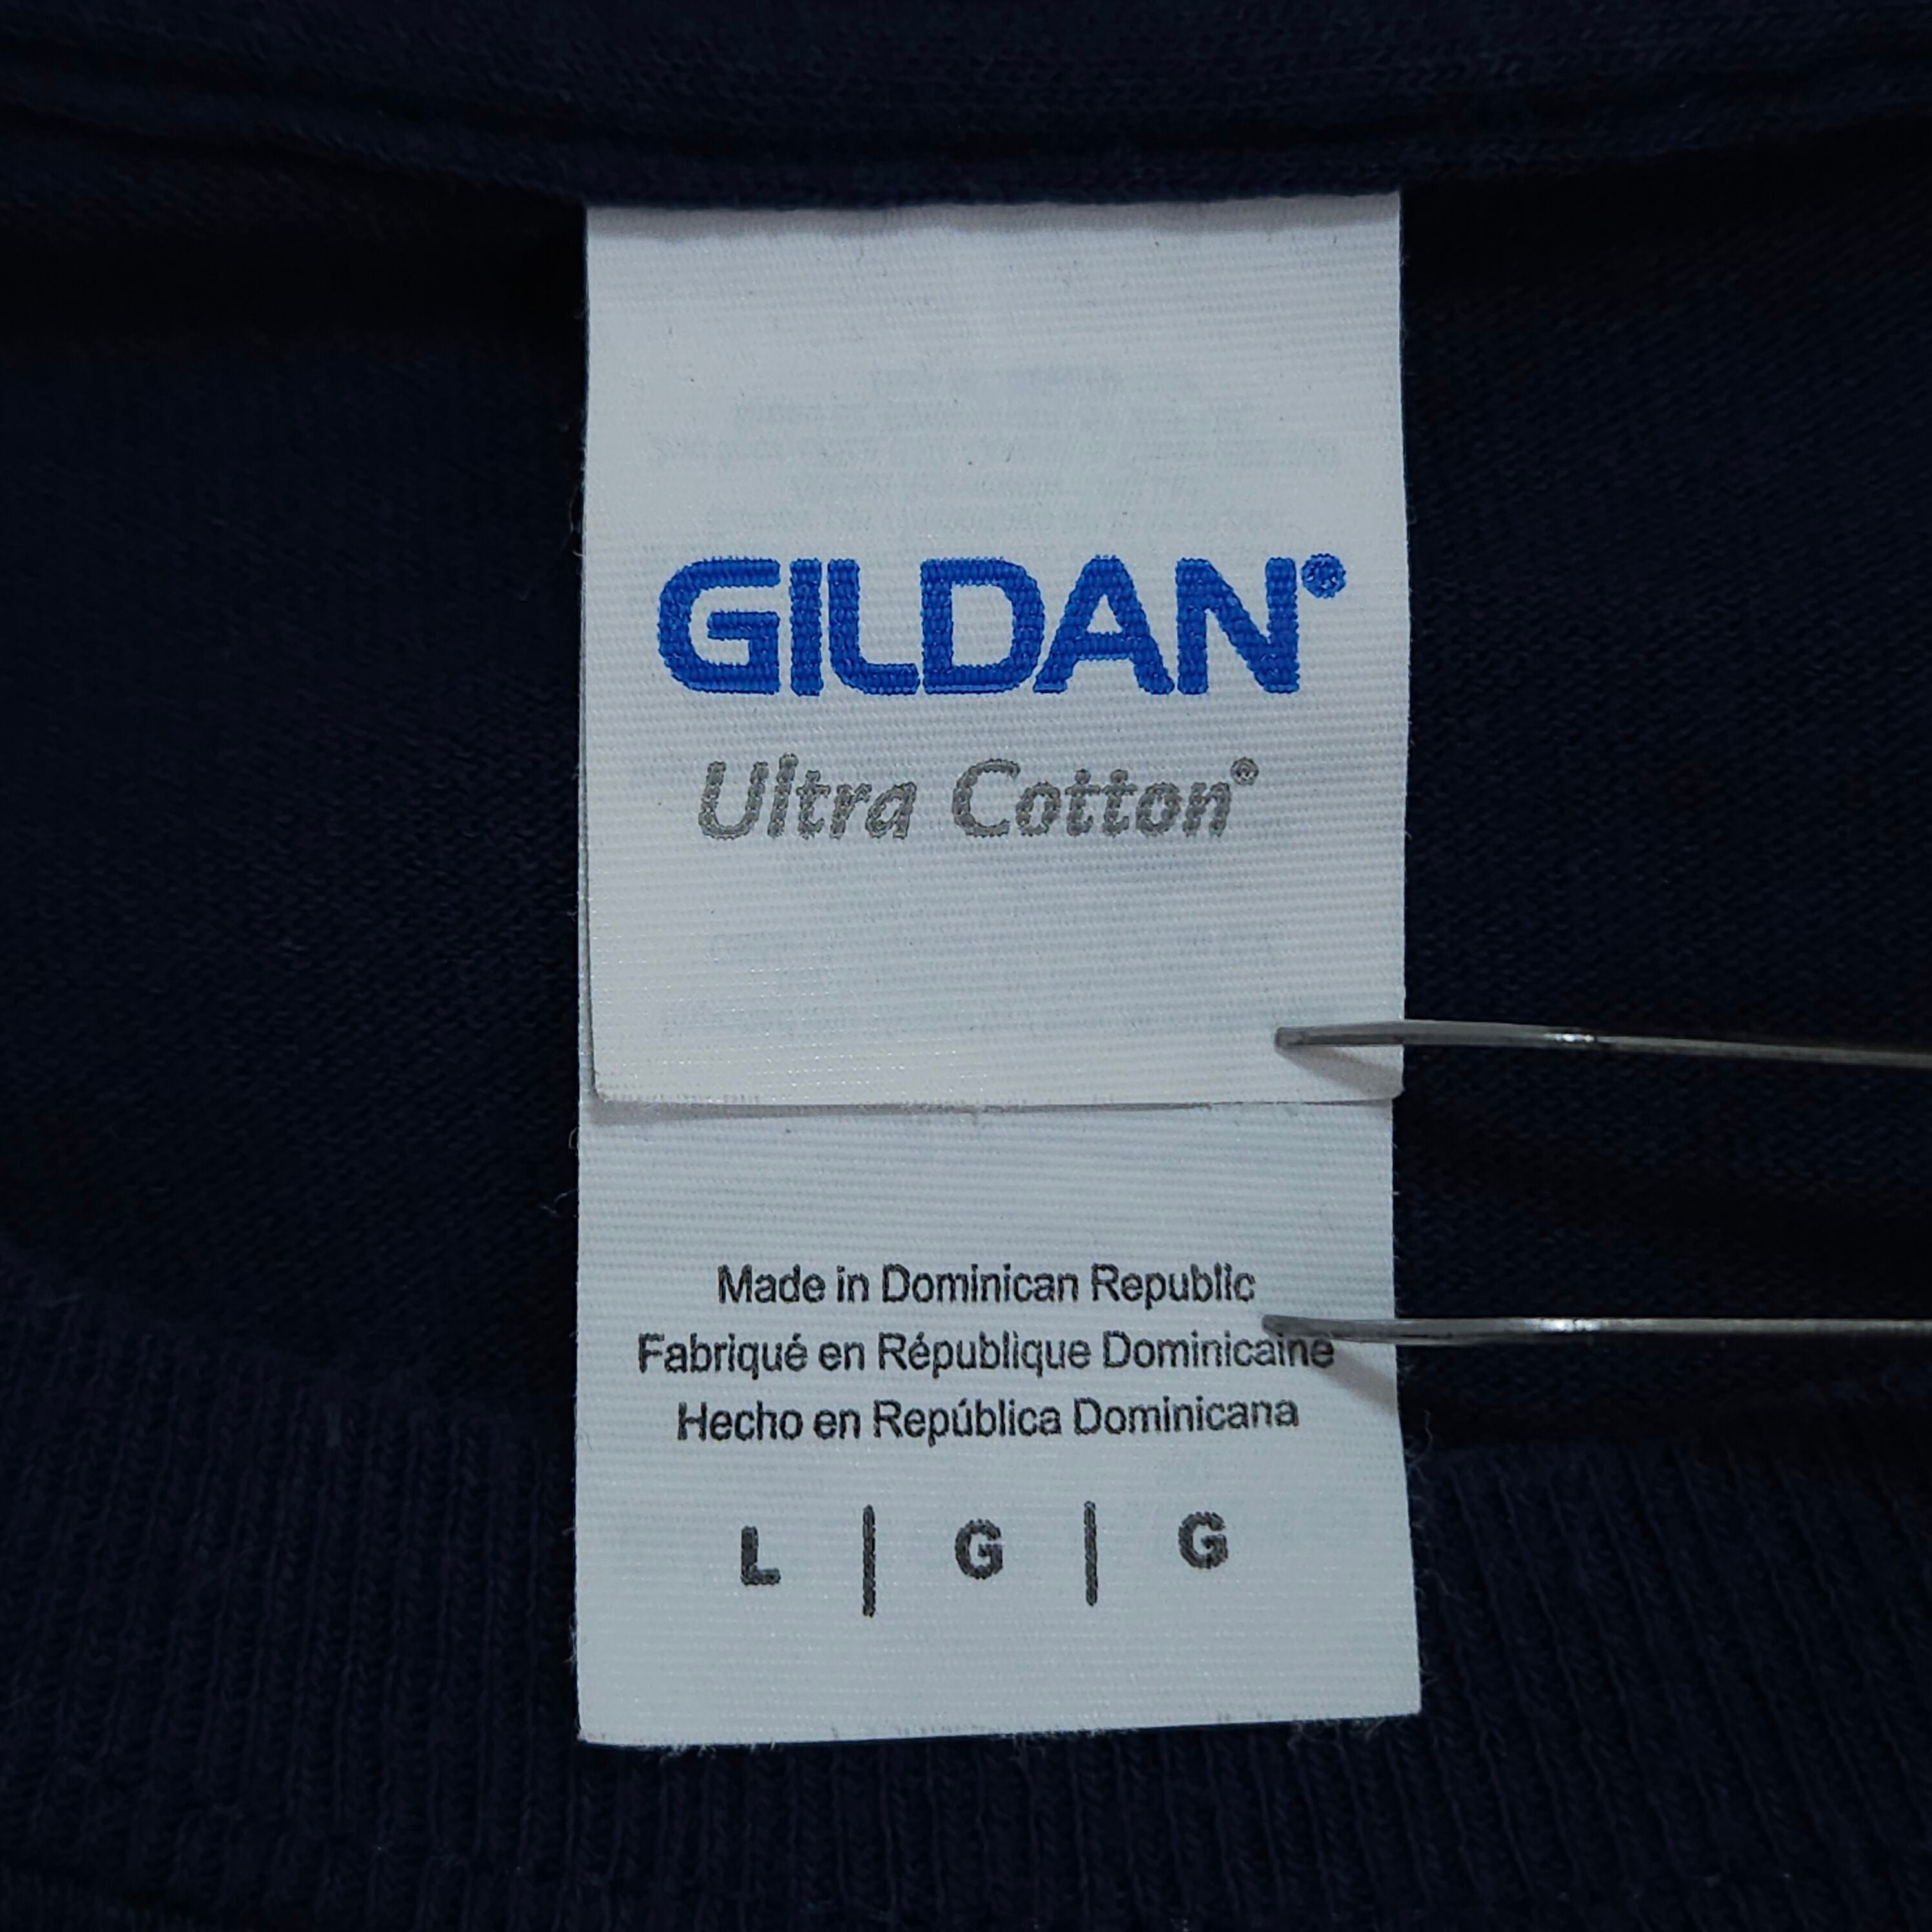 GILDAN®
Ultra Cotton®
Made in Dominican Republic
Fabriqué en République Dominicaine
Hecho en República Dominicana
L | G | G